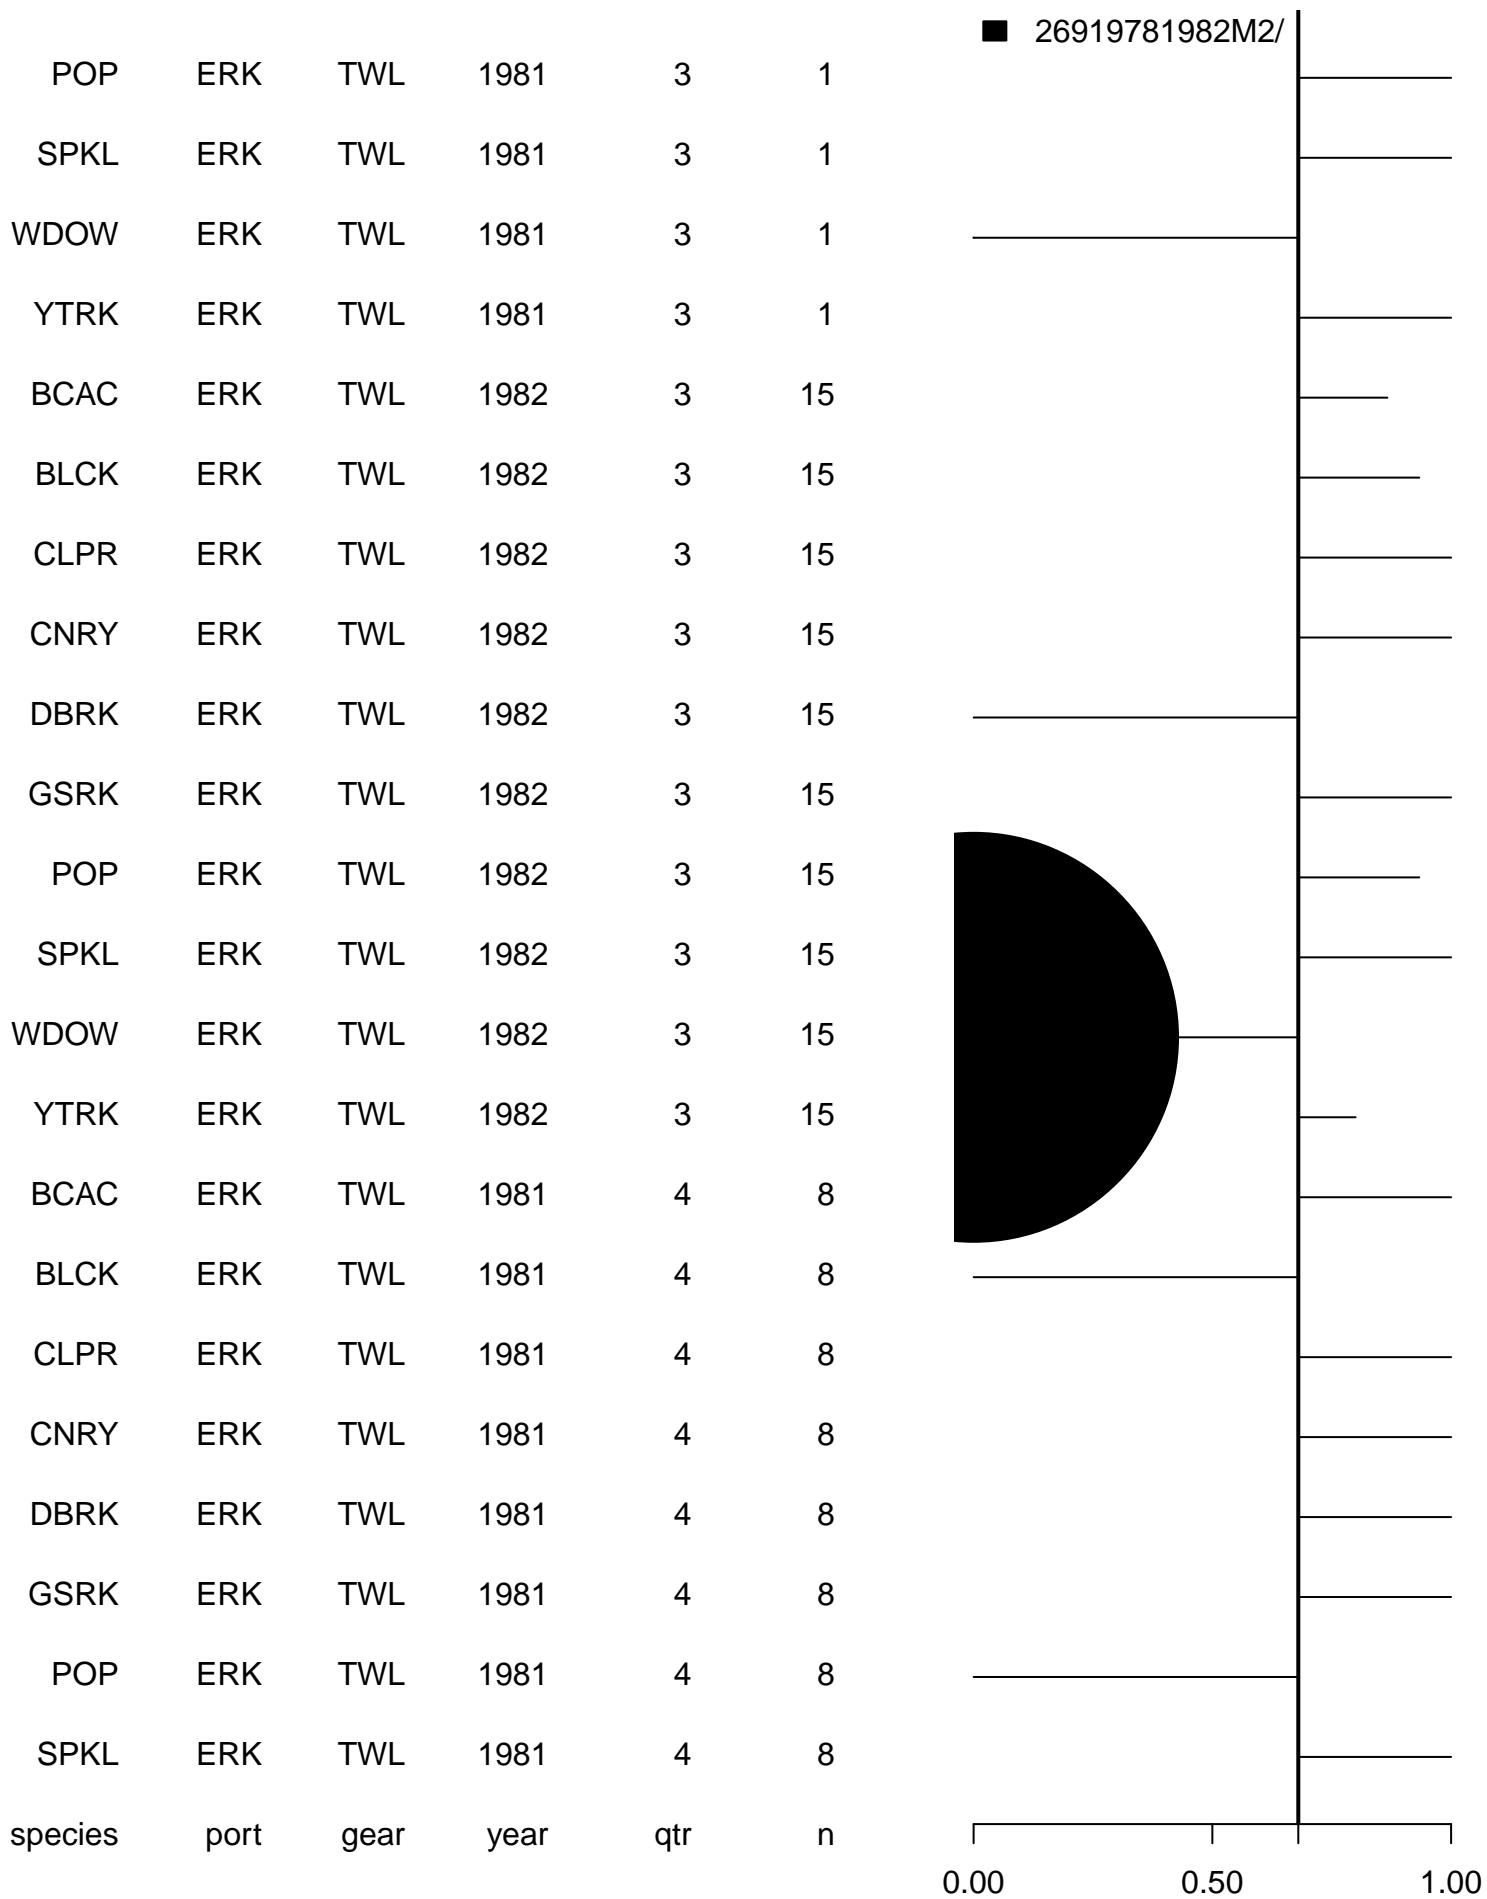 26919781982M2/
POP ERK TWL 1981 3 1
SPKL ERK TWL 1981 3 1
WDOW ERK TWL 1981 3 1
YTRK ERK TWL 1981 3 1
BCAC ERK TWL 1982 3 15
BLCK ERK TWL 1982 3 15
CLPR ERK TWL 1982 3 15
CNRY ERK TWL 1982 3 15
DBRK ERK TWL 1982 3 15
GSRK ERK TWL 1982 3 15
POP ERK TWL 1982 3 15
SPKL ERK TWL 1982 3 15
WDOW ERK TWL 1982 3 15
YTRK ERK TWL 1982 3 15
BCAC ERK TWL 1981 4 8
BLCK ERK TWL 1981 4 8
CLPR ERK TWL 1981 4 8
CNRY ERK TWL 1981 4 8
DBRK ERK TWL 1981 4 8
GSRK ERK TWL 1981 4 8
POP ERK TWL 1981 4 8
SPKL ERK TWL 1981 4 8
species port gear year qtr n
0.00 0.50 1.00